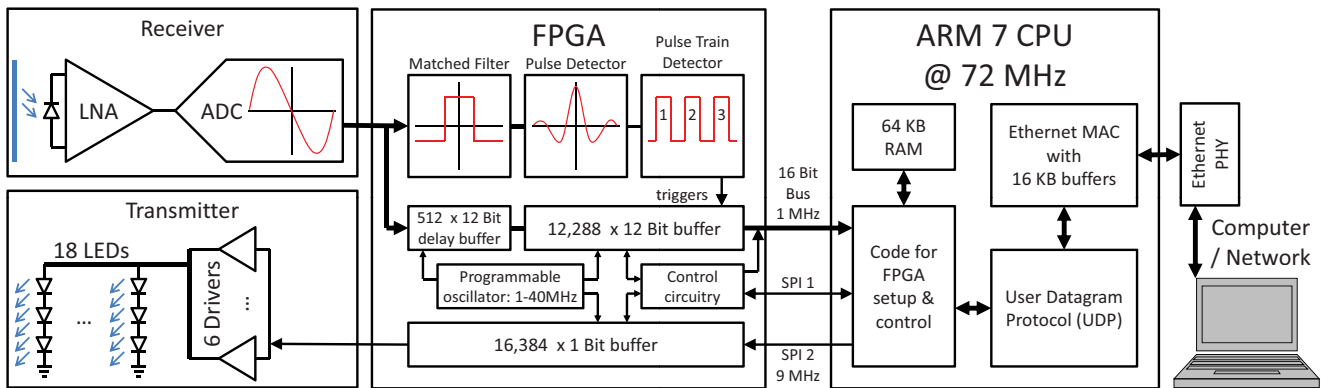 Receiver
LNA
ADC
Transmitter
18 LEDs
...
6 Drivers
...
FPGA
Matched Filter
Pulse Detector
Pulse Train
Detector
1
2
3
triggers
512 x 12 Bit
delay buffer
12,288 x 12 Bit buffer
Programmable
oscillator: 1-40MHz
Control
circuitry
16,384 x 1 Bit buffer
16 Bit
Bus
1 MHz
SPI 1
SPI 2
9 MHz
ARM 7 CPU
@ 72 MHz
64 KB
RAM
Code for
FPGA
setup &
control
Ethernet MAC
with
16 KB buffers
User Datagram
Protocol (UDP)
Ethernet
PHY
Computer
/ Network